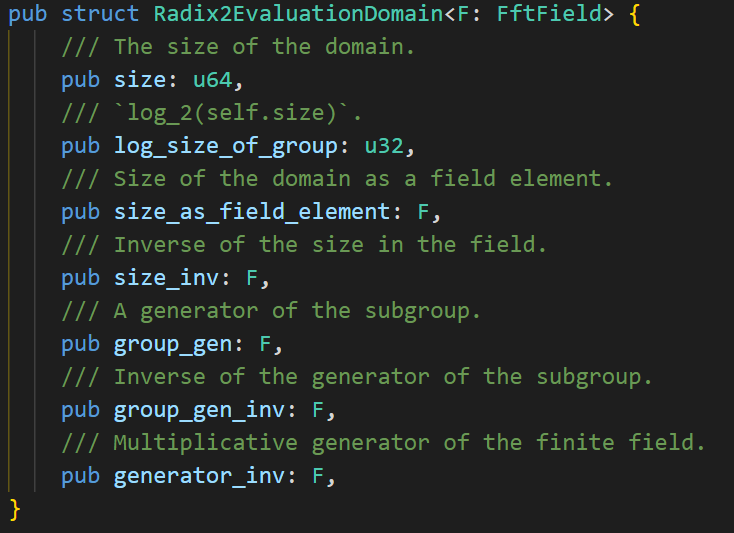 pub struct Radix2EvaluationDomain<F: FftField> {
    /// The size of the domain.
    pub size: u64,
    /// `log_2(self.size)`.
    pub log_size_of_group: u32,
    /// Size of the domain as a field element.
    pub size_as_field_element: F,
    /// Inverse of the size in the field.
    pub size_inv: F,
    /// A generator of the subgroup.
    pub group_gen: F,
    /// Inverse of the generator of the subgroup.
    pub group_gen_inv: F,
    /// Multiplicative generator of the finite field.
    pub generator_inv: F,
}